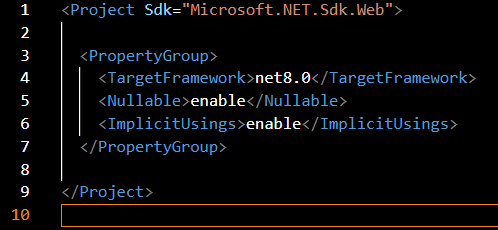 1 <Project Sdk="Microsoft.NET.Sdk.Web">
2
3 <PropertyGroup>
4 <TargetFramework>net8.0</TargetFramework>
5 <Nullable>enable</Nullable>
6 <ImplicitUsings>enable</ImplicitUsings>
7 </PropertyGroup>
8
9 </Project>
10